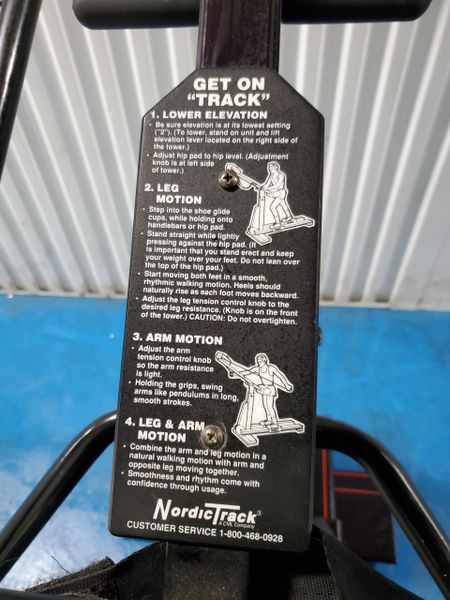 GET ON
"TRACK"
1. LOWER ELEVATION
• Be sure elevation is at its lowest setting
("2"). (To lower, stand on unit and lift
elevation lever located on the right side of
the tower.)
• Adjust hip pad to hip level. (Adjustment
knob is at left side
of tower.)
2. LEG
MOTION
• Step into the shoe glide
cups, while holding onto
handlebars or hip pad.
• Stand straight while lightly
pressing against the hip pad. (It
is important that you stand erect and keep
your weight over your feet. Do not lean over
the top of the hip pad.)
• Start moving both feet in a smooth,
rhythmic walking motion. Heels should
naturally rise as each foot moves backward.
• Adjust the leg tension control knob to the
desired leg resistance. (Knob is on the front
of the tower.) CAUTION: Do not overtighten.
3. ARM MOTION
• Adjust the arm
tension control knob
so the arm resistance
is light.
• Holding the grips, swing
arms like pendulums in long,
smooth strokes.
4. LEG & ARM
MOTION
• Combine the arm and leg motion in a
natural walking motion with arm and
opposite leg moving together.
• Smoothness and rhythm come with
confidence through usage.
NordicTrack®
A CML Company
CUSTOMER SERVICE 1-800-468-0928